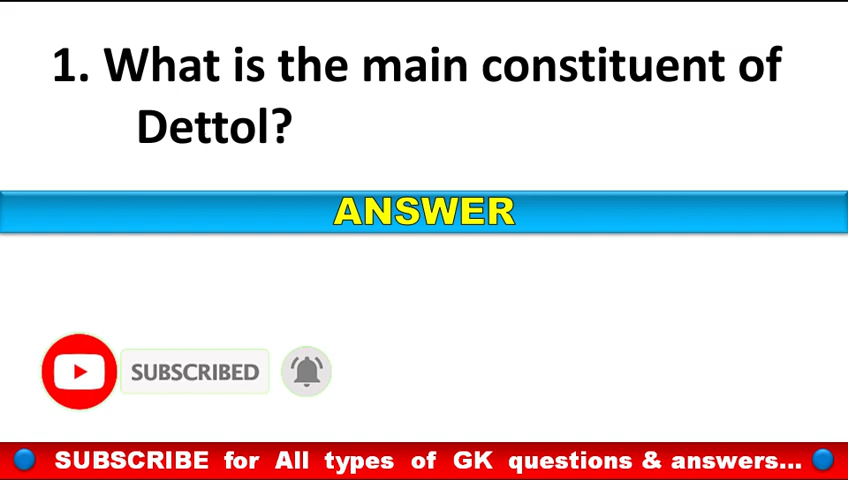 1. What is the main constituent of
Dettol?
ANSWER
SUBSCRIBED
SUBSCRIBE for All types of GK questions & answers...